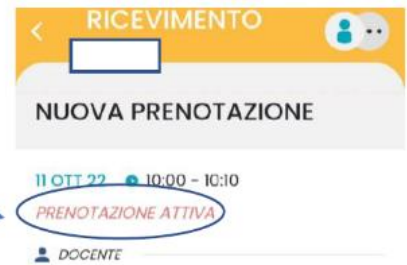 RICEVIMENTO
NUOVA PRENOTAZIONE
11 OTT 22 10:00 - 10:10
PRENOTAZIONE ATTIVA
DOCENTE